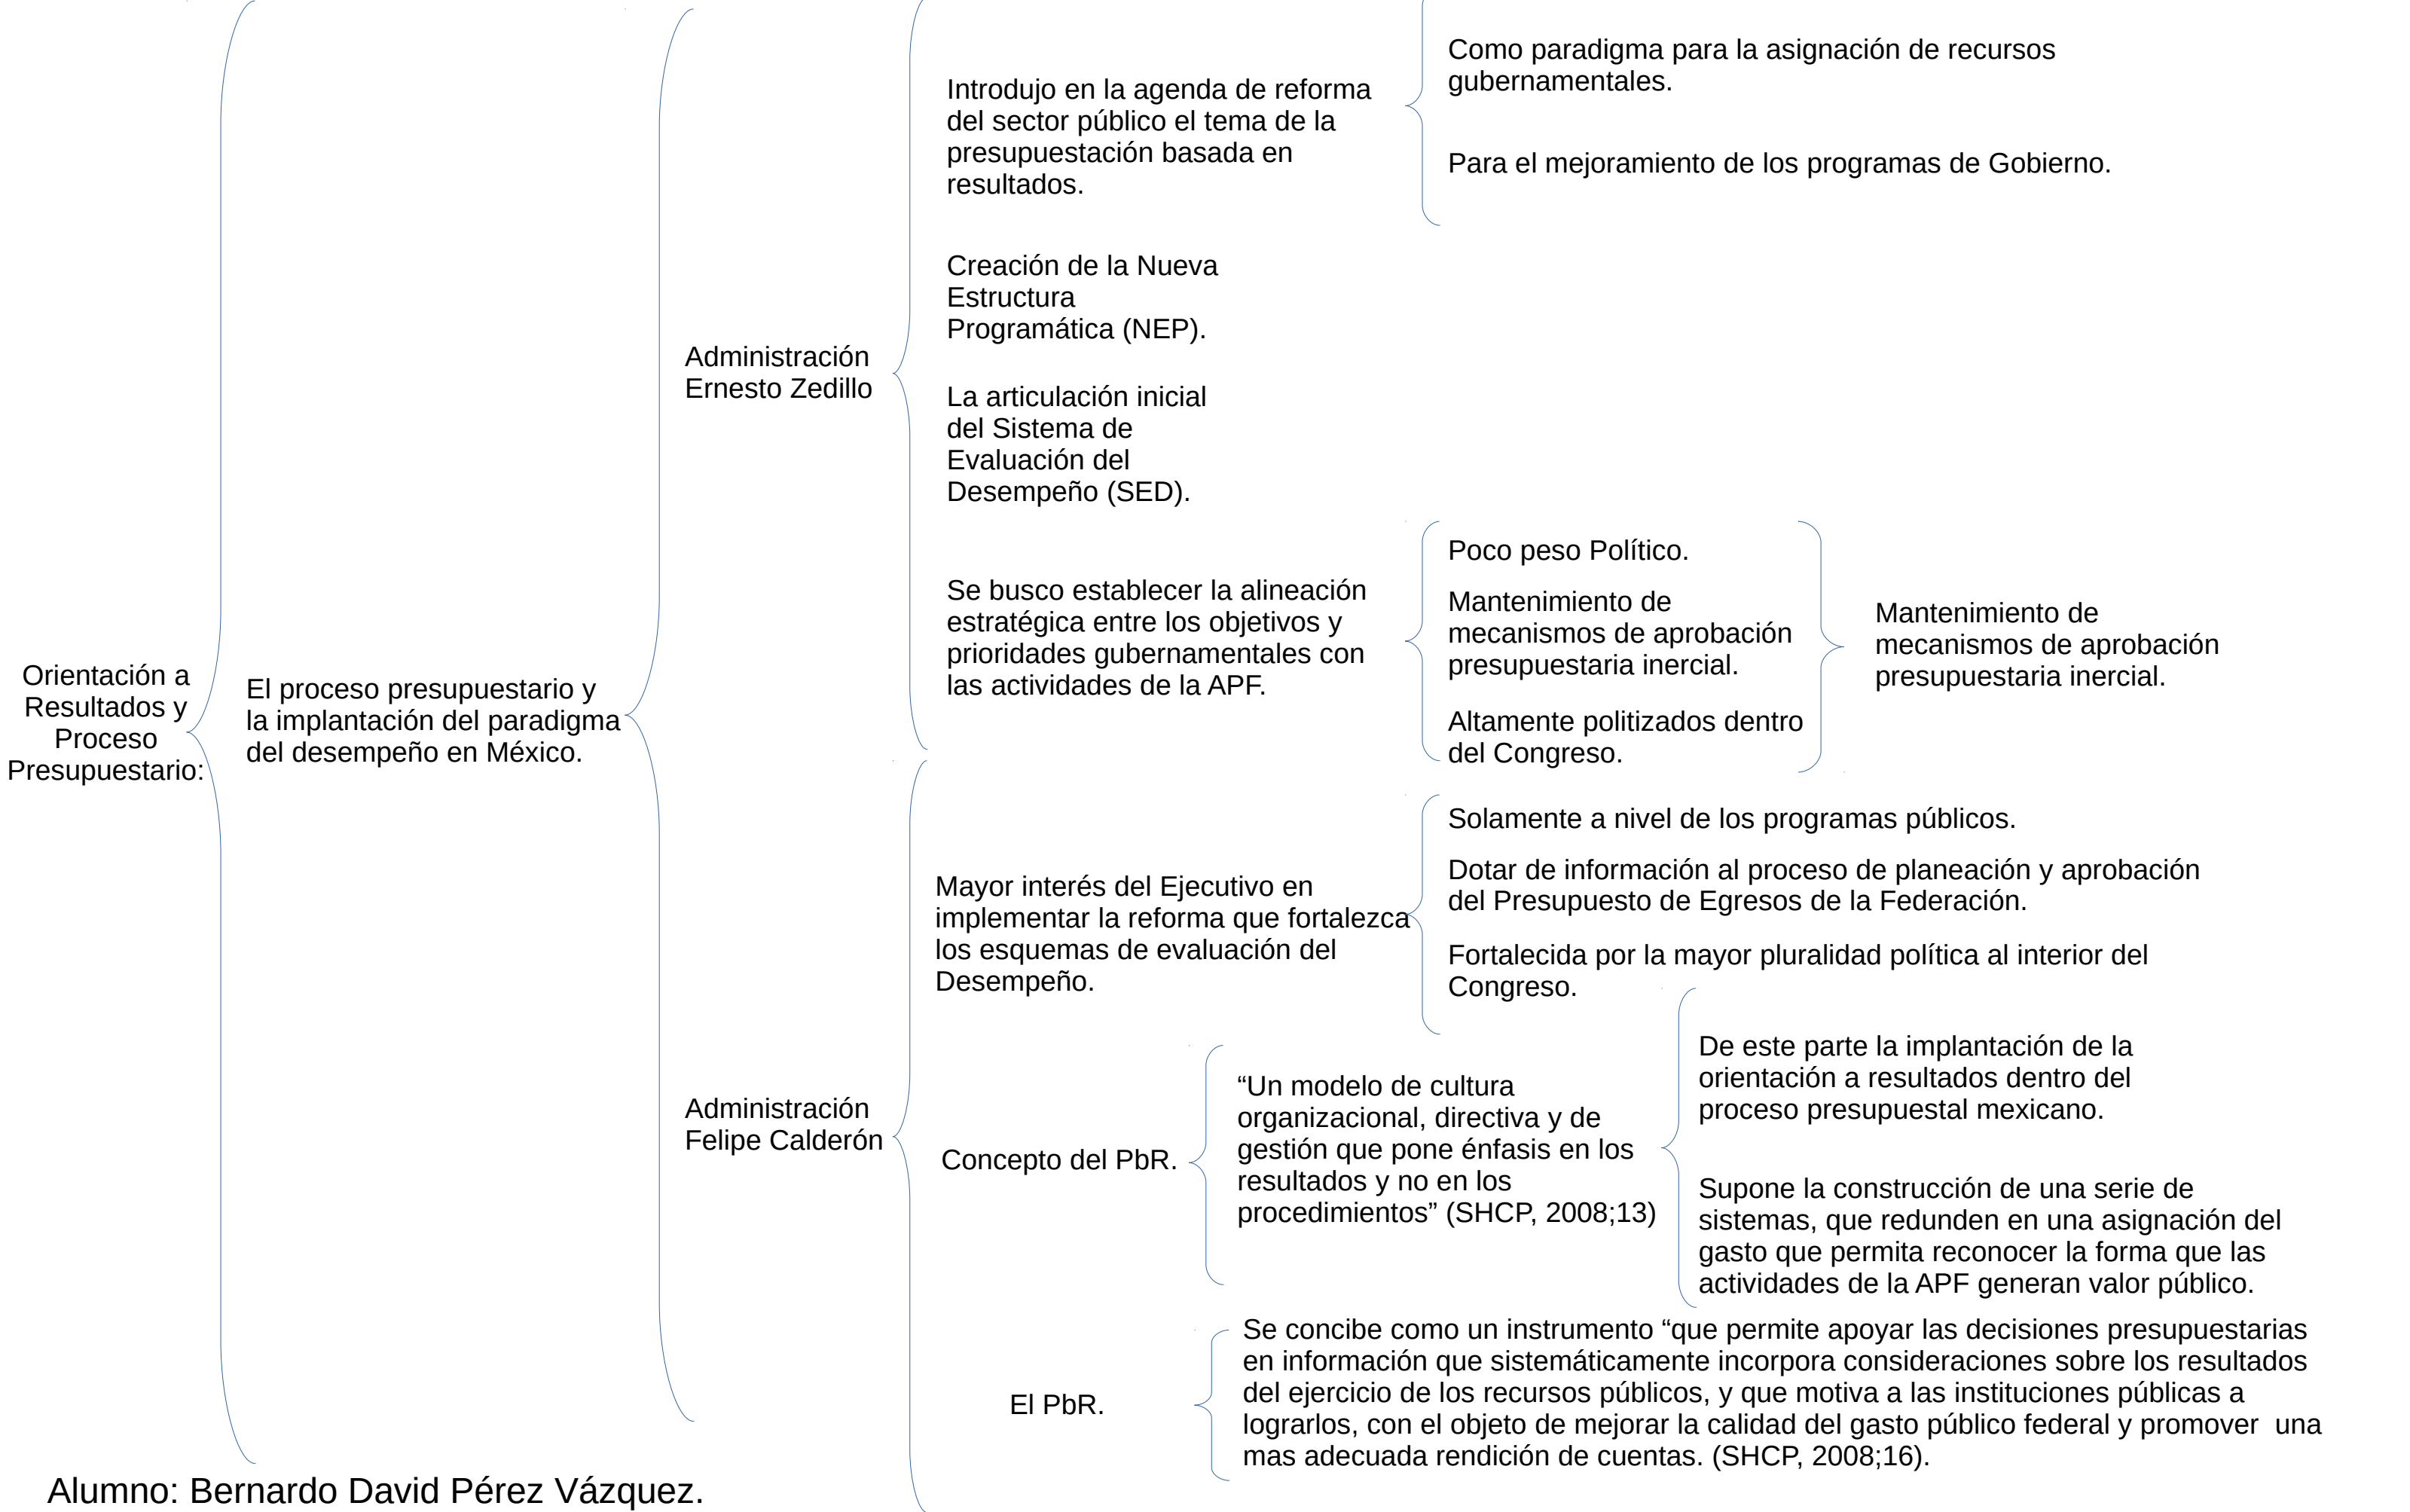 Orientación a
Resultados y
Proceso
Presupuestario:
El proceso presupuestario y
la implantación del paradigma
del desempeño en México.
Administración
Ernesto Zedillo
Introdujo en la agenda de reforma
del sector público el tema de la
presupuestación basada en
resultados.
Como paradigma para la asignación de recursos
gubernamentales.
Para el mejoramiento de los programas de Gobierno.
Creación de la Nueva
Estructura
Programática (NEP).
La articulación inicial
del Sistema de
Evaluación del
Desempeño (SED).
Se busco establecer la alineación
estratégica entre los objetivos y
prioridades gubernamentales con
las actividades de la APF.
Poco peso Político.
Mantenimiento de
mecanismos de aprobación
presupuestaria inercial.
Altamente politizados dentro
del Congreso.
Mantenimiento de
mecanismos de aprobación
presupuestaria inercial.
Administración
Felipe Calderón
Mayor interés del Ejecutivo en
implementar la reforma que fortalezca
los esquemas de evaluación del
Desempeño.
Solamente a nivel de los programas públicos.
Dotar de información al proceso de planeación y aprobación
del Presupuesto de Egresos de la Federación.
Fortalecida por la mayor pluralidad política al interior del
Congreso.
Concepto del PbR.
“Un modelo de cultura
organizacional, directiva y de
gestión que pone énfasis en los
resultados y no en los
procedimientos” (SHCP, 2008;13)
De este parte la implantación de la
orientación a resultados dentro del
proceso presupuestal mexicano.
Supone la construcción de una serie de
sistemas, que redunden en una asignación del
gasto que permita reconocer la forma que las
actividades de la APF generan valor público.
El PbR.
Se concibe como un instrumento “que permite apoyar las decisiones presupuestarias
en información que sistemáticamente incorpora consideraciones sobre los resultados
del ejercicio de los recursos públicos, y que motiva a las instituciones públicas a
lograrlos, con el objeto de mejorar la calidad del gasto público federal y promover  una
mas adecuada rendición de cuentas. (SHCP, 2008;16).
Alumno: Bernardo David Pérez Vázquez.